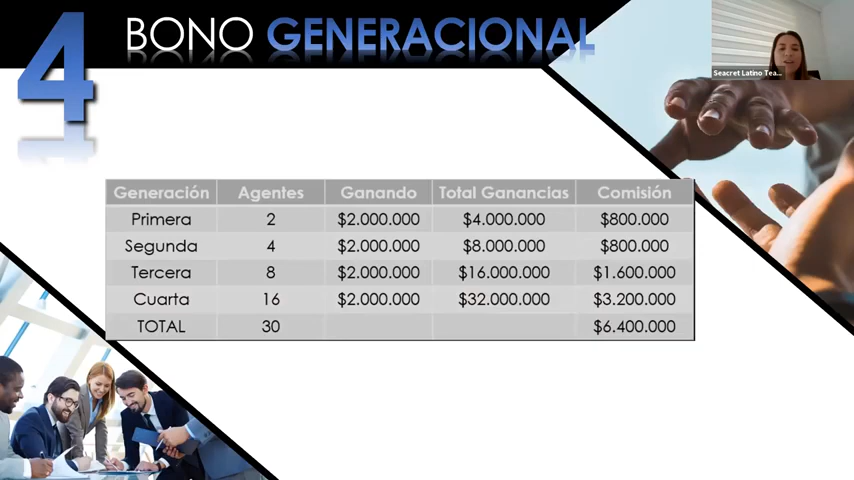 4
BONO GENERACIONAL
Seacret Latino Tea...
Generación Agentes Ganando Total Ganancias Comisión
Primera 2 $2.000.000 $4.000.000 $800.000
Segunda 4 $2.000.000 $8.000.000 $800.000
Tercera 8 $2.000.000 $16.000.000 $1.600.000
Cuarta 16 $2.000.000 $32.000.000 $3.200.000
TOTAL 30 $6.400.000